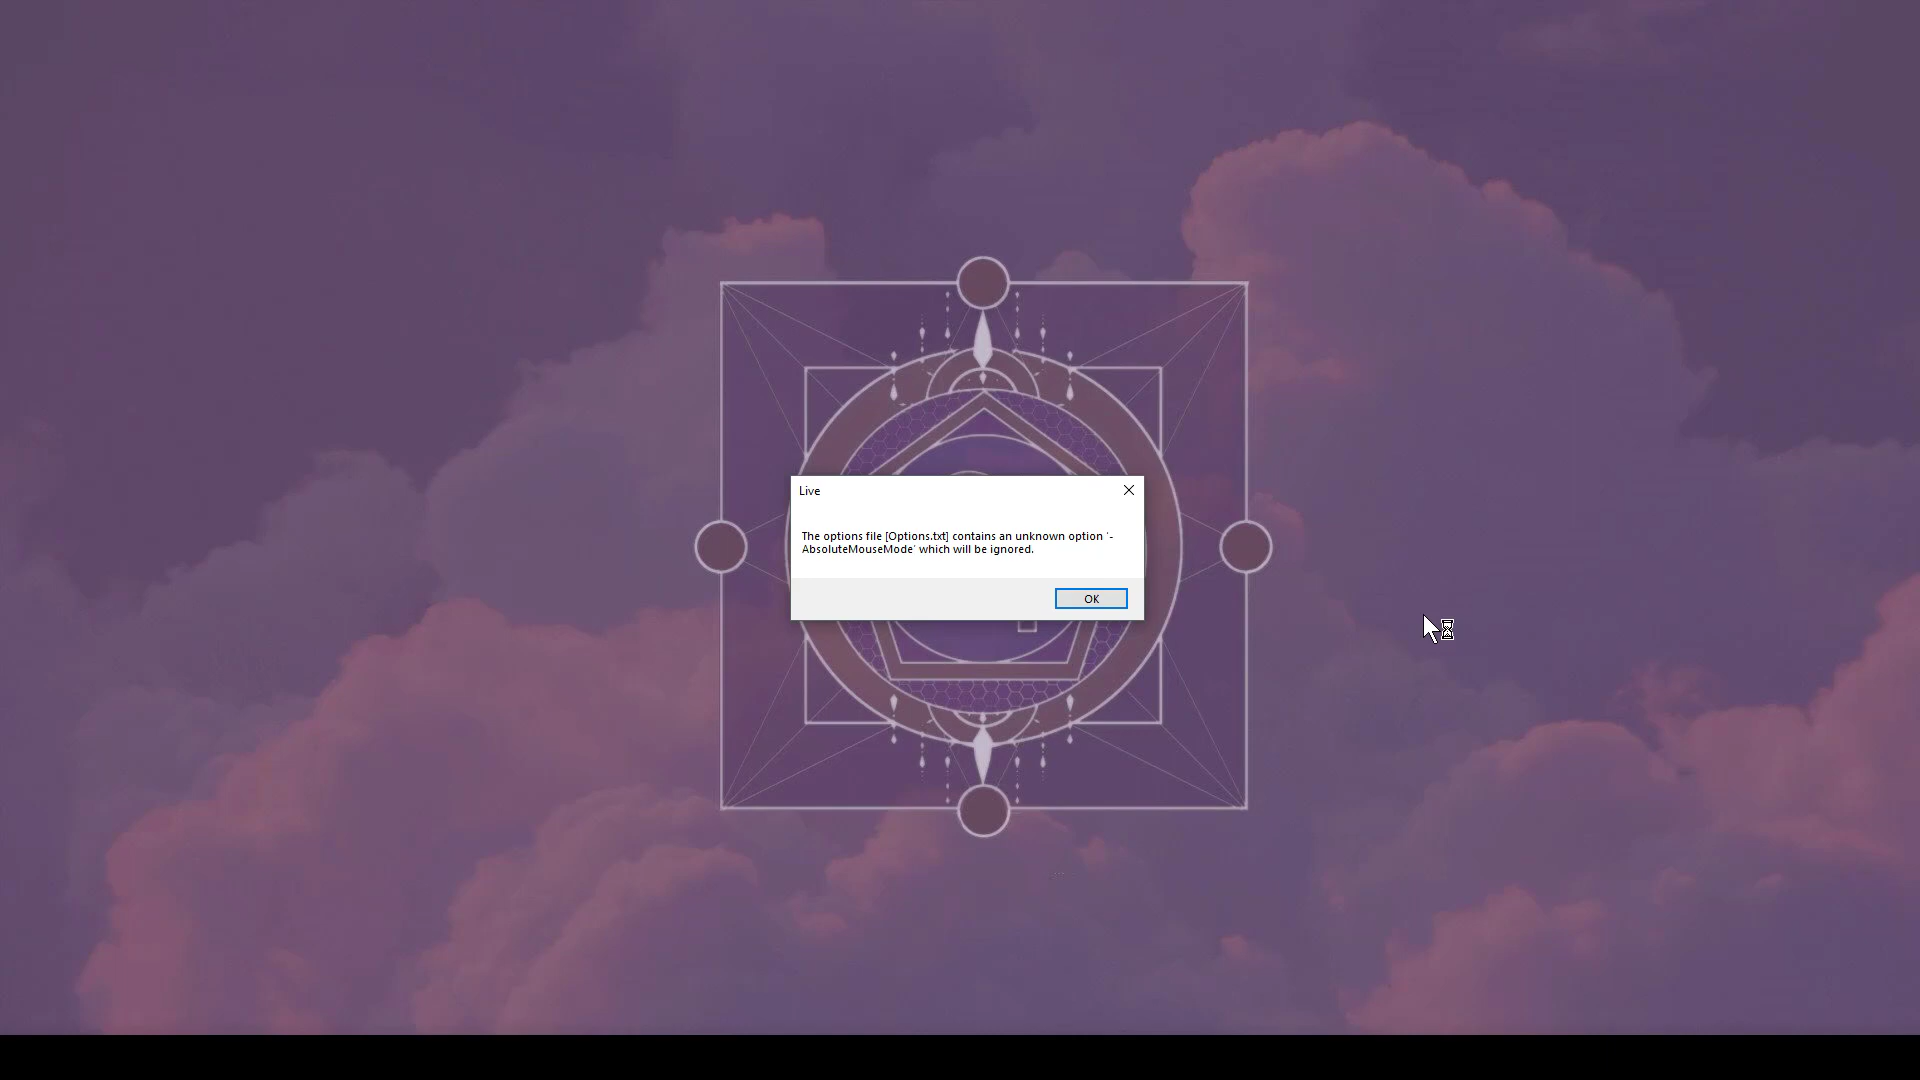 Live
The options file [Options.txt] contains an unknown option '-
AbsoluteMouseMode' which will be ignored.
OK